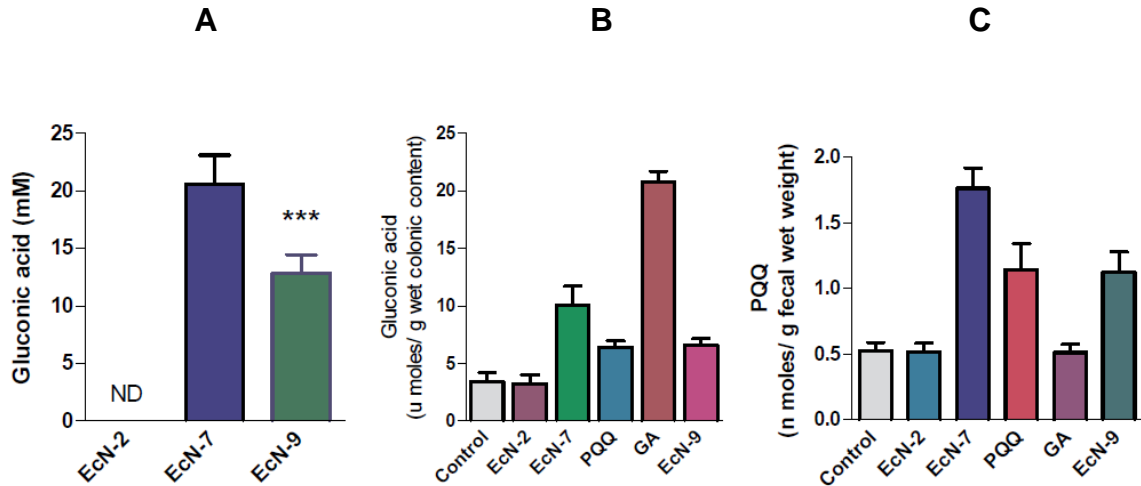 A
B
C
Gluconic acid (mM)
25
20
15
10
5
0
ND
***
EcN-2
EcN-7
EcN-9
Gluconic acid
(u moles/ g wet colonic content)
25
20
15
10
5
0
Control
EcN-2
EcN-7
PQQ
GA
EcN-9
PQQ
(n moles/ g fecal wet weight)
2.0
1.5
1.0
0.5
0.0
Control
EcN-2
EcN-7
PQQ
GA
EcN-9